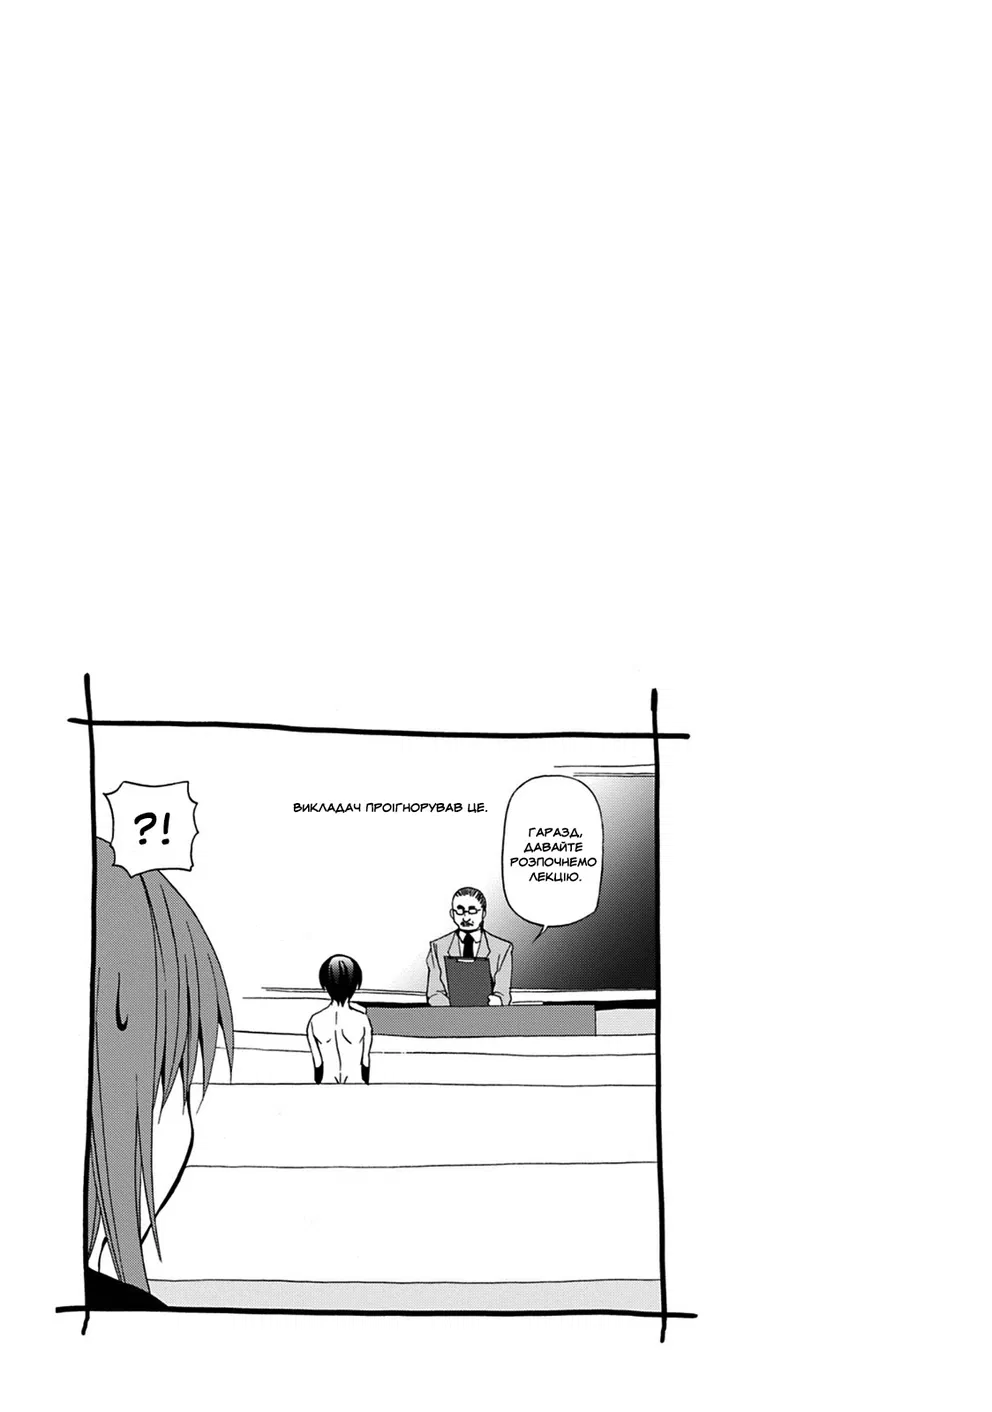 ?!
ВИКЛАДАЧ ПРОІГНОРУВАВ ЦЕ.
ГАРАЗД,
ДАВАЙТЕ
РОЗПОЧНЕМО
ЛЕКЦІЮ.